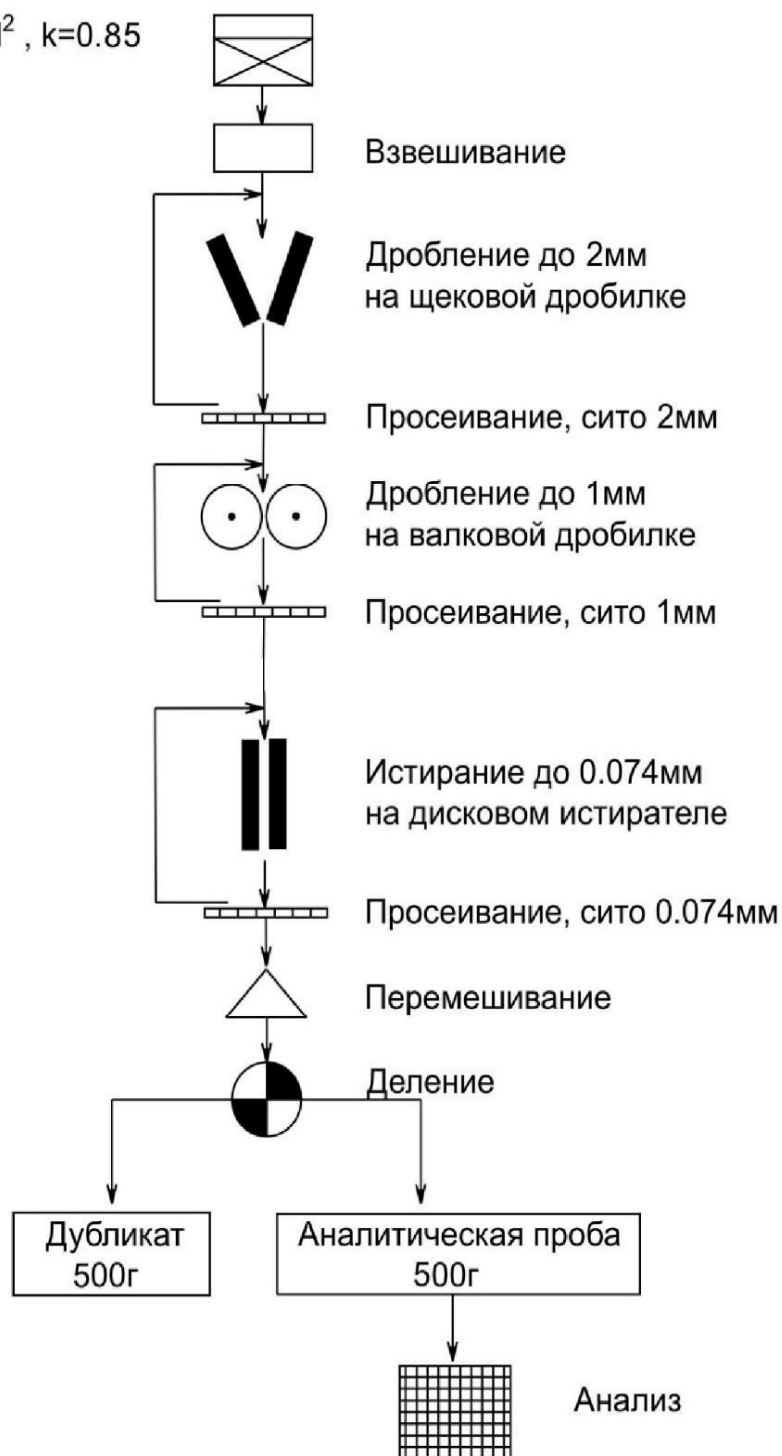 ², k=0.85
Взвешивание
Дробление до 2мм
на щековой дробилке
Просеивание, сито 2мм
Дробление до 1мм
на валковой дробилке
Просеивание, сито 1мм
Истирание до 0.074мм
на дисковом истирателе
Просеивание, сито 0.074мм
Перемешивание
Деление
Дубликат
500г
Аналитическая проба
500г
Анализ